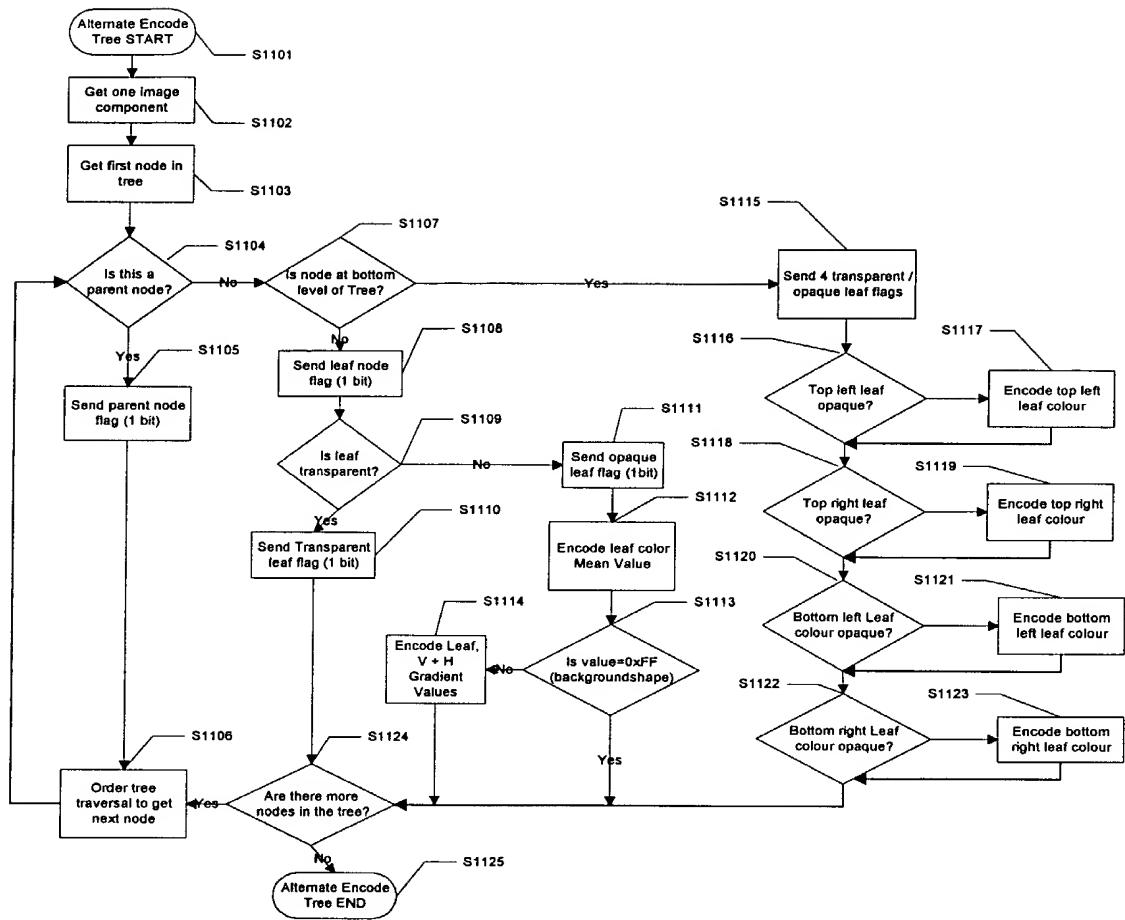 Alternate Encode
Tree START
S1101
Get one image
component
S1102
Get first node in
tree
S1103
S1104
Is this a
parent node?
No
Yes
S1105
Send parent node
flag (1 bit)
S1106
Order tree
traversal to get
next node
S1107
Is node at bottom
level of Tree?
Yes
No
S1108
Send leaf node
flag (1 bit)
S1109
Is leaf
transparent?
No
Yes
S1110
Send Transparent
leaf flag (1 bit)
S1111
Send opaque
leaf flag (1bit)
S1112
Encode leaf color
Mean Value
S1113
Is value=0xFF
(backgroundshape)
No
Yes
S1114
Encode Leaf,
V + H
Gradient
Values
S1115
Send 4 transparent /
opaque leaf flags
S1116
Top left leaf
opaque?
S1117
Encode top left
leaf colour
S1118
Top right leaf
opaque?
S1119
Encode top right
leaf colour
S1120
Bottom left Leaf
colour opaque?
S1121
Encode bottom
left leaf colour
S1122
Bottom right Leaf
colour opaque?
S1123
Encode bottom
right leaf colour
S1124
Are there more
nodes in the tree?
Yes
No
S1125
Alternate Encode
Tree END